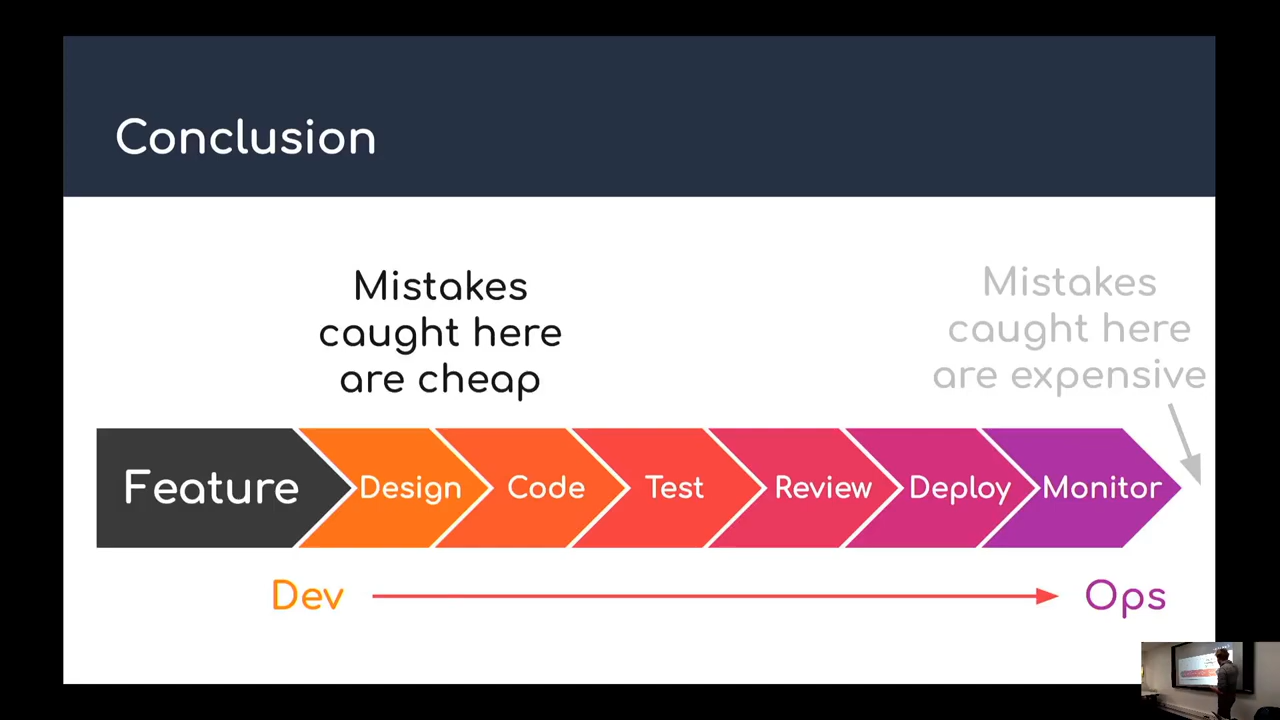 Conclusion
Mistakes
caught here
are cheap
Mistakes
caught here
are expensive
Feature
Design
Code
Test
Review
Deploy
Monitor
Dev
Ops